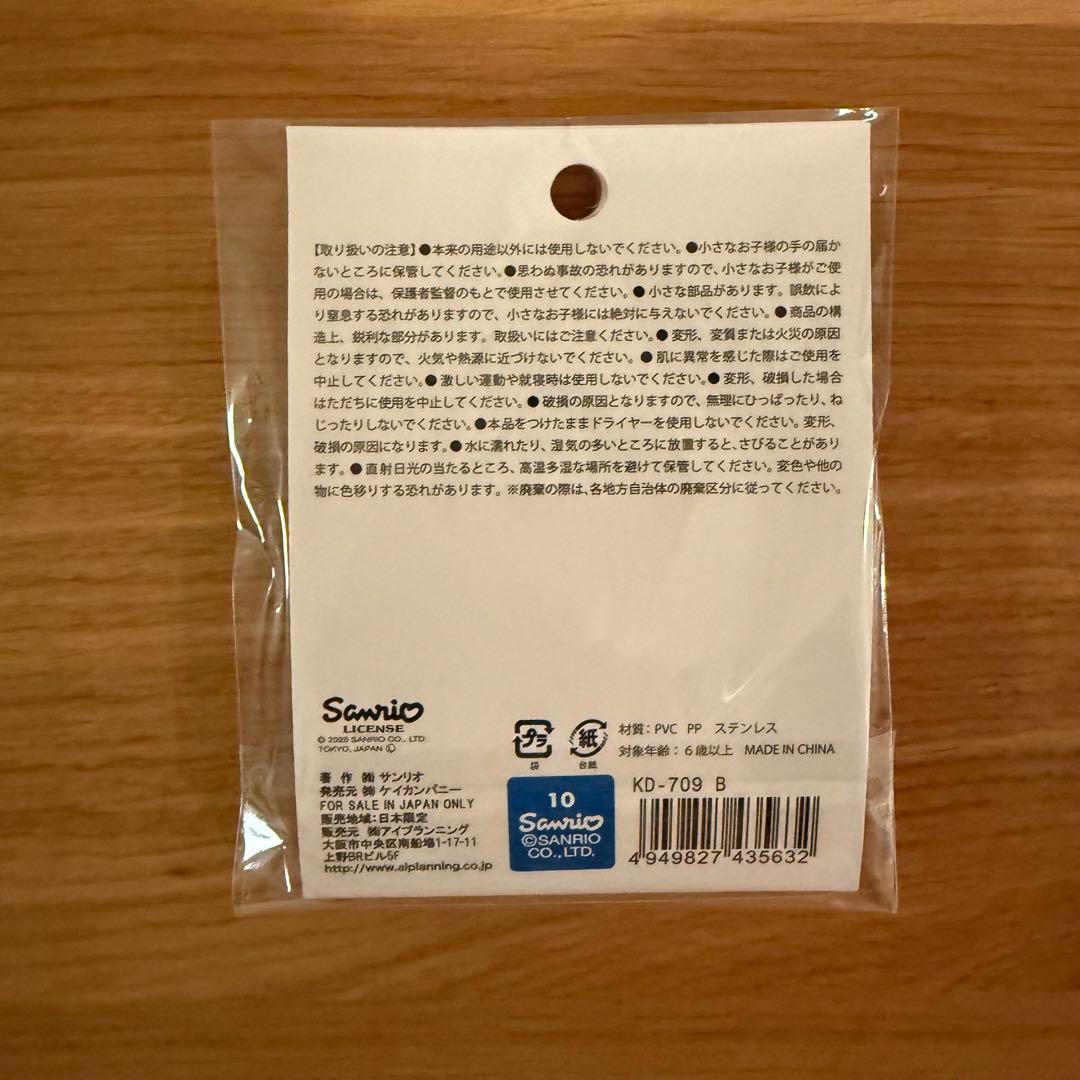 【取り扱いの注意】●本来の用途以外には使用しないでください。●小さなお子様の手の届か
ないところに保管してください。●思わぬ事故の恐れがありますので、小さなお子様がご使
用の場合は、保護者監督のもとで使用させてください。●小さな部品があります。誤飲によ
り窒息する恐れがありますので、小さなお子様には絶対に与えないでください。●商品の構
造上、鋭利な部分があります。取扱いにはご注意ください。●変形、変質または火災の原因
となりますので、火気や熱源に近づけないでください。●肌に異常を感じた際はご使用を
中止してください。●激しい運動や就寝時は使用しないでください。●変形、破損した場合
はただちに使用を中止してください。●破損の原因となりますので、無理にひっぱったり、ね
じったりしないでください。●本品をつけたままドライヤーを使用しないでください。変形、
破損の原因になります。●水に濡れたり、湿気の多いところに放置すると、さびることがあり
ます。●直射日光の当たるところ、高温多湿な場所を避けて保管してください。変色や他の
物に色移りする恐れがあります。※廃棄の際は、各地方自治体の廃棄区分に従ってください。
Sanrio
LICENSE
© 2025 SANRIO CO., LTD.
TOKYO, JAPAN Ⓛ
著作 ㈱サンリオ
発売元 ㈱ケイカンパニー
FOR SALE IN JAPAN ONLY
販売地域:日本限定
販売元 ㈱アイプランニング
大阪市中央区南船場1-17-11
上野BRビル5F
http://www.aiplanning.co.jp
プラ
袋
紙
台紙
材質:PVC PP ステンレス
対象年齢:6歳以上 MADE IN CHINA
10
Sanrio
©SANRIO
CO.,LTD.
KD-709 B
4 949827 435632